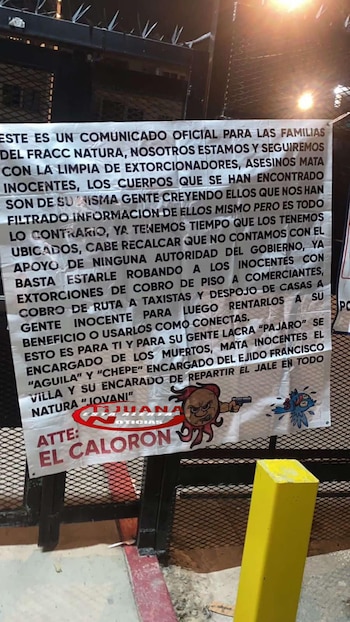 ESTE ES UN COMUNICADO OFICIAL PARA LAS FAMILIAS
DEL FRACC NATURA, NOSOTROS ESTAMOS Y SEGUIREMOS
CON LA LIMPIA DE EXTORCIONADORES, ASESINOS MATA
INOCENTES, LOS CUERPOS QUE SE HAN ENCONTRADO
SON DE SU MISMA GENTE CREYENDO ELLOS QUE NOS HAN
FILTRADO INFORMACION DE ELLOS MISMO PERO ES TODO
LO CONTRARIO, YA TENEMOS TIEMPO QUE LOS TENEMOS
UBICADOS, CABE RECALCAR QUE NO CONTAMOS CON EL
APOYO DE NINGUNA AUTORIDAD DEL GOBIERNO, YA
BASTA ESTARLE ROBANDO A LOS INOCENTES CON
EXTORCIONES DE COBRO DE PISO A COMERCIANTES,
COBRO DE RUTA A TAXISTAS Y DESPOJO DE CASAS A
GENTE INOCENTE PARA LUEGO RENTARLOS A SU
BENEFICIO O USARLOS COMO CONECTAS.
ESTO ES PARA TI Y PARA SU GENTE LACRA "PAJARO" SE
ENCARGADO DE LOS MUERTOS, MATA INOCENTES EL
"AGUILA" Y "CHEPE" ENCARGADO DEL EJIDO FRANCISCO
VILLA Y SU ENCARADO DE REPARTIR EL JALE EN TODO
NATURA "JOVANI"
TIJUANA
NOTICIAS
ATTE:
EL CALORON